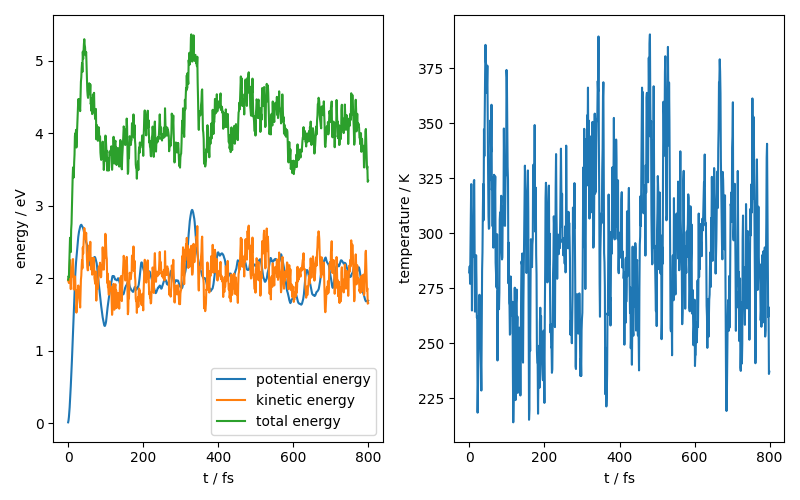 energy / eV
5
4
3
2
1
0
potential energy
kinetic energy
total energy
0 200 400 600 800
t / fs
temperature / K
375
350
325
300
275
250
225
0 200 400 600 800
t / fs